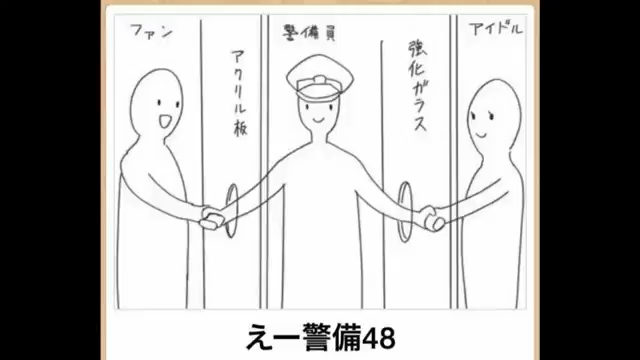 ファン
アクリル板
警備員
強化ガラス
アイドル
えー警備48